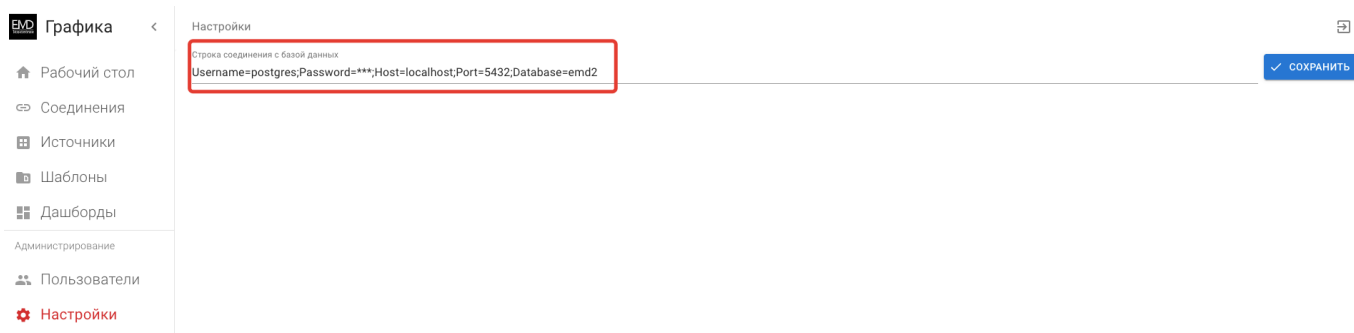 EMD Графика
Настройки
Строка соединения с базой данных
Username=postgres;Password=***;Host=localhost;Port=5432;Database=emd2
СОХРАНИТЬ
Рабочий стол
Соединения
Источники
Шаблоны
Дашборды
Администрирование
Пользователи
Настройки